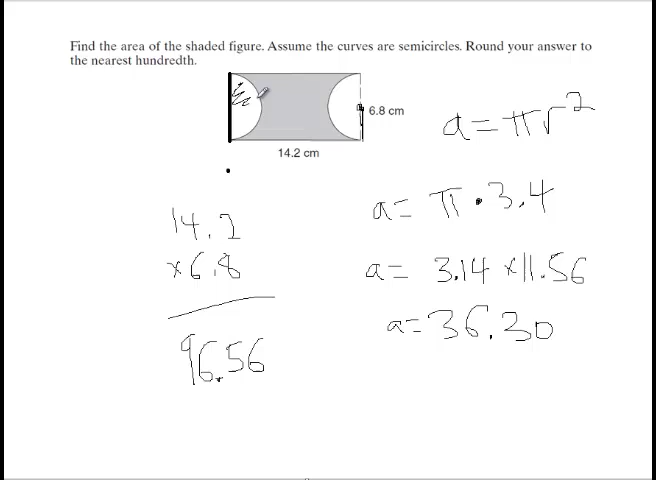 Find the area of the shaded figure. Assume the curves are semicircles. Round your answer to
the nearest hundredth.
6.8 cm
14.2 cm
a = πr²
a = π · 3.4
14.2
x 6.8
96.56
a = 3.14 x 11.56
a = 36.30